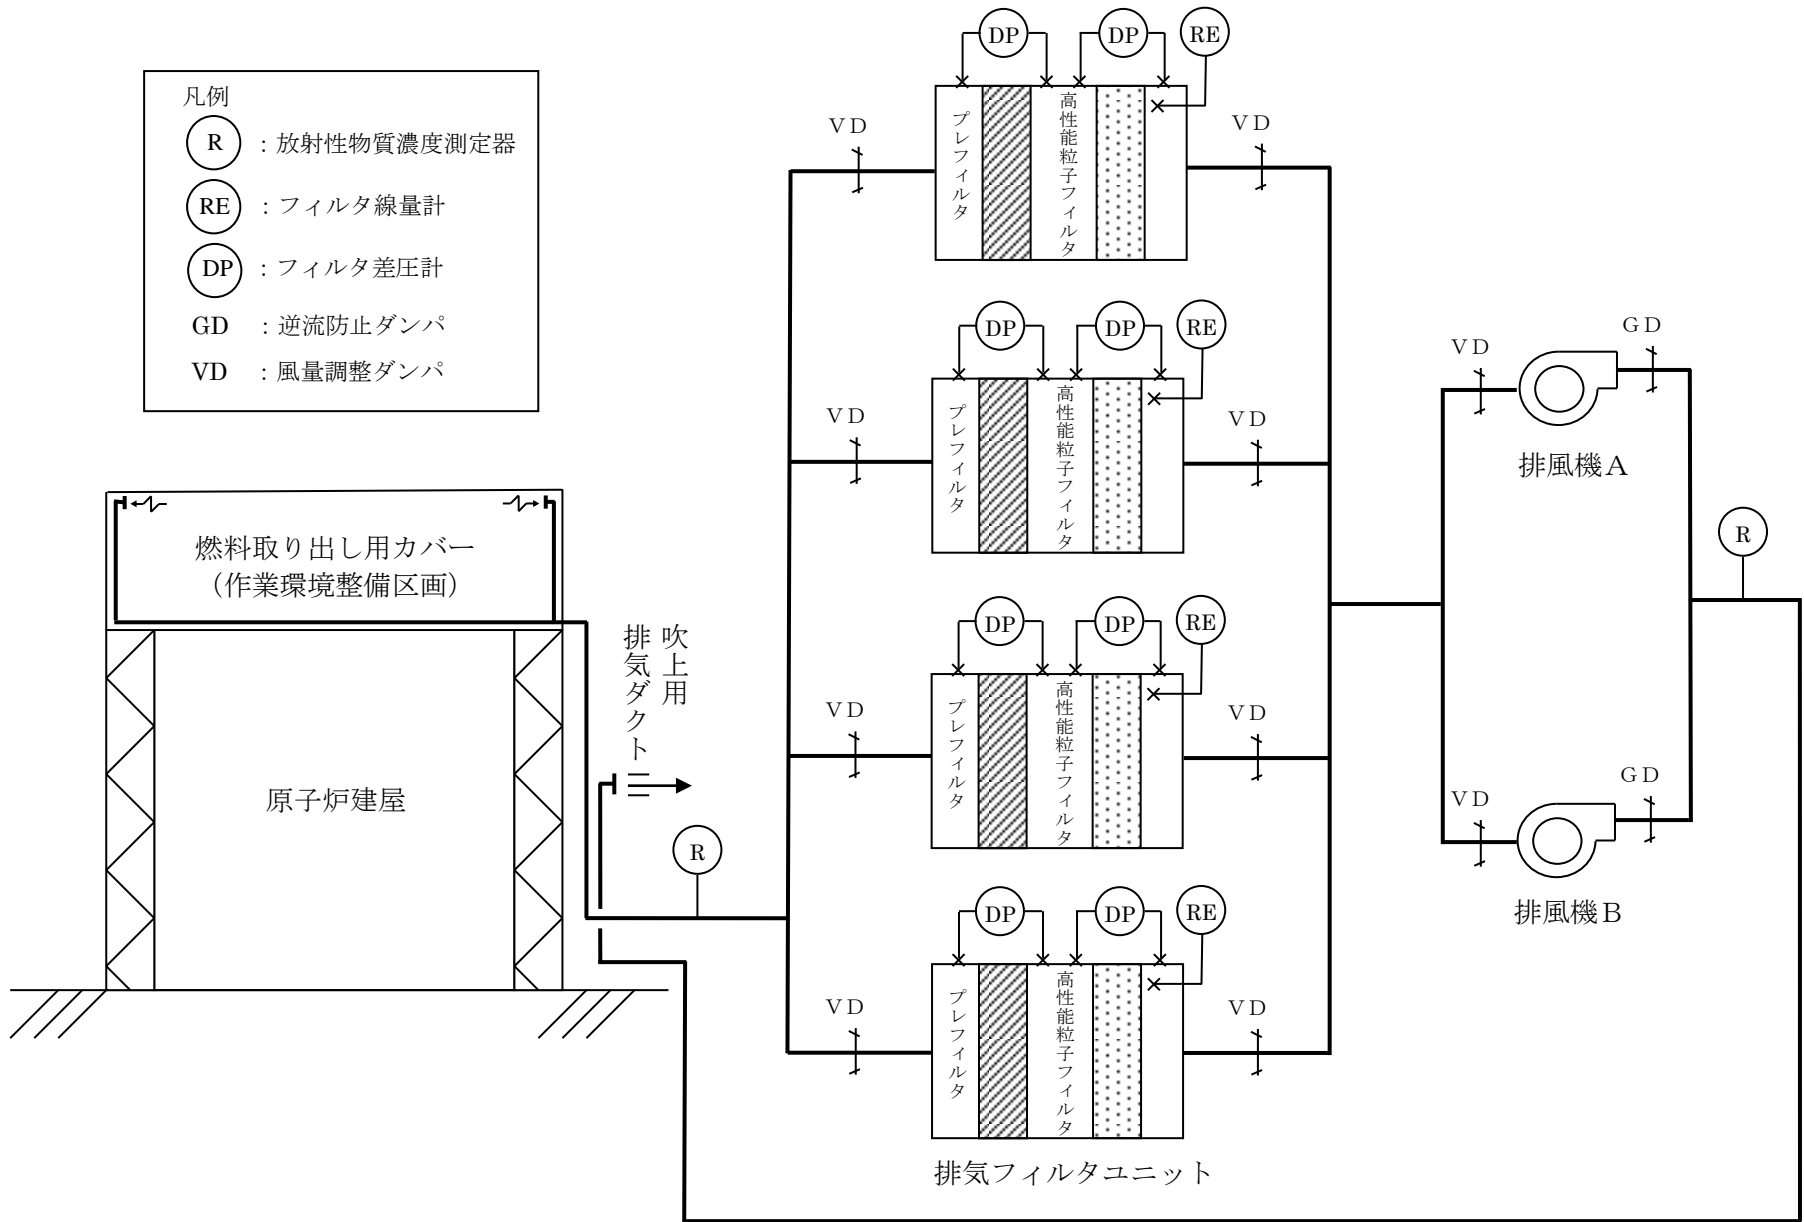 凡例
R : 放射性物質濃度測定器
RE : フィルタ線量計
DP : フィルタ差圧計
GD : 逆流防止ダンパ
VD : 風量調整ダンパ
DP DP RE
VD プレフィルタ 高性能粒子フィルタ VD
DP DP RE
VD プレフィルタ 高性能粒子フィルタ VD
DP DP RE
VD プレフィルタ 高性能粒子フィルタ VD
DP DP RE
VD プレフィルタ 高性能粒子フィルタ VD
排気フィルタユニット
燃料取り出し用カバー
（作業環境整備区画）
原子炉建屋
吹上用
排気ダクト
R
VD GD
排風機A
VD GD
排風機B
R